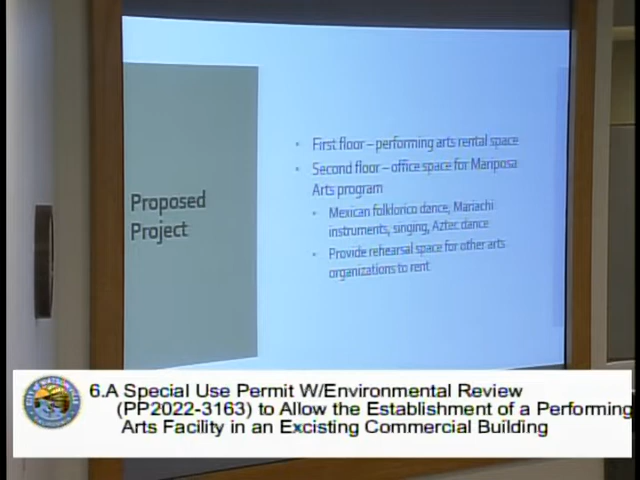 Proposed
Project
• First floor – performing arts rental space
• Second floor – office space for Mariposa
Arts program
• Mexican folklorico dance, Mariachi
instruments, singing, Aztec dance
• Provide rehearsal space for other arts
organizations to rent
6.A Special Use Permit W/Environmental Review
(PP2022-3163) to Allow the Establishment of a Performing
Arts Facility in an Excisting Commercial Building